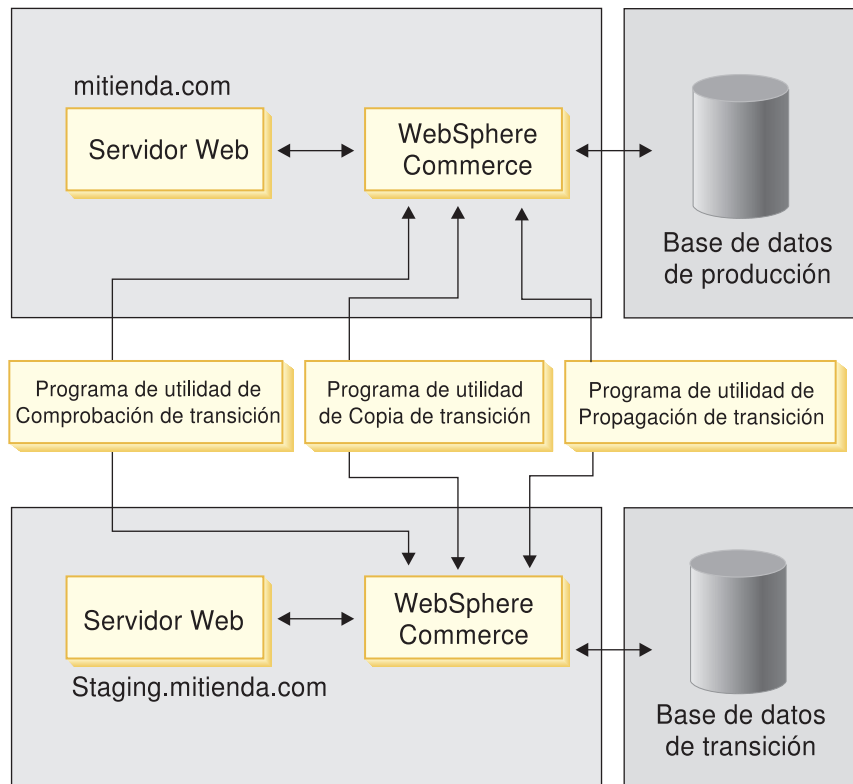 mitienda.com
Servidor Web
WebSphere
Commerce
Base de datos
de producción
Programa de utilidad de
Comprobación de transición
Programa de utilidad
de Copia de transición
Programa de utilidad de
Propagación de transición
Servidor Web
WebSphere
Commerce
Staging.mitienda.com
Base de datos
de transición